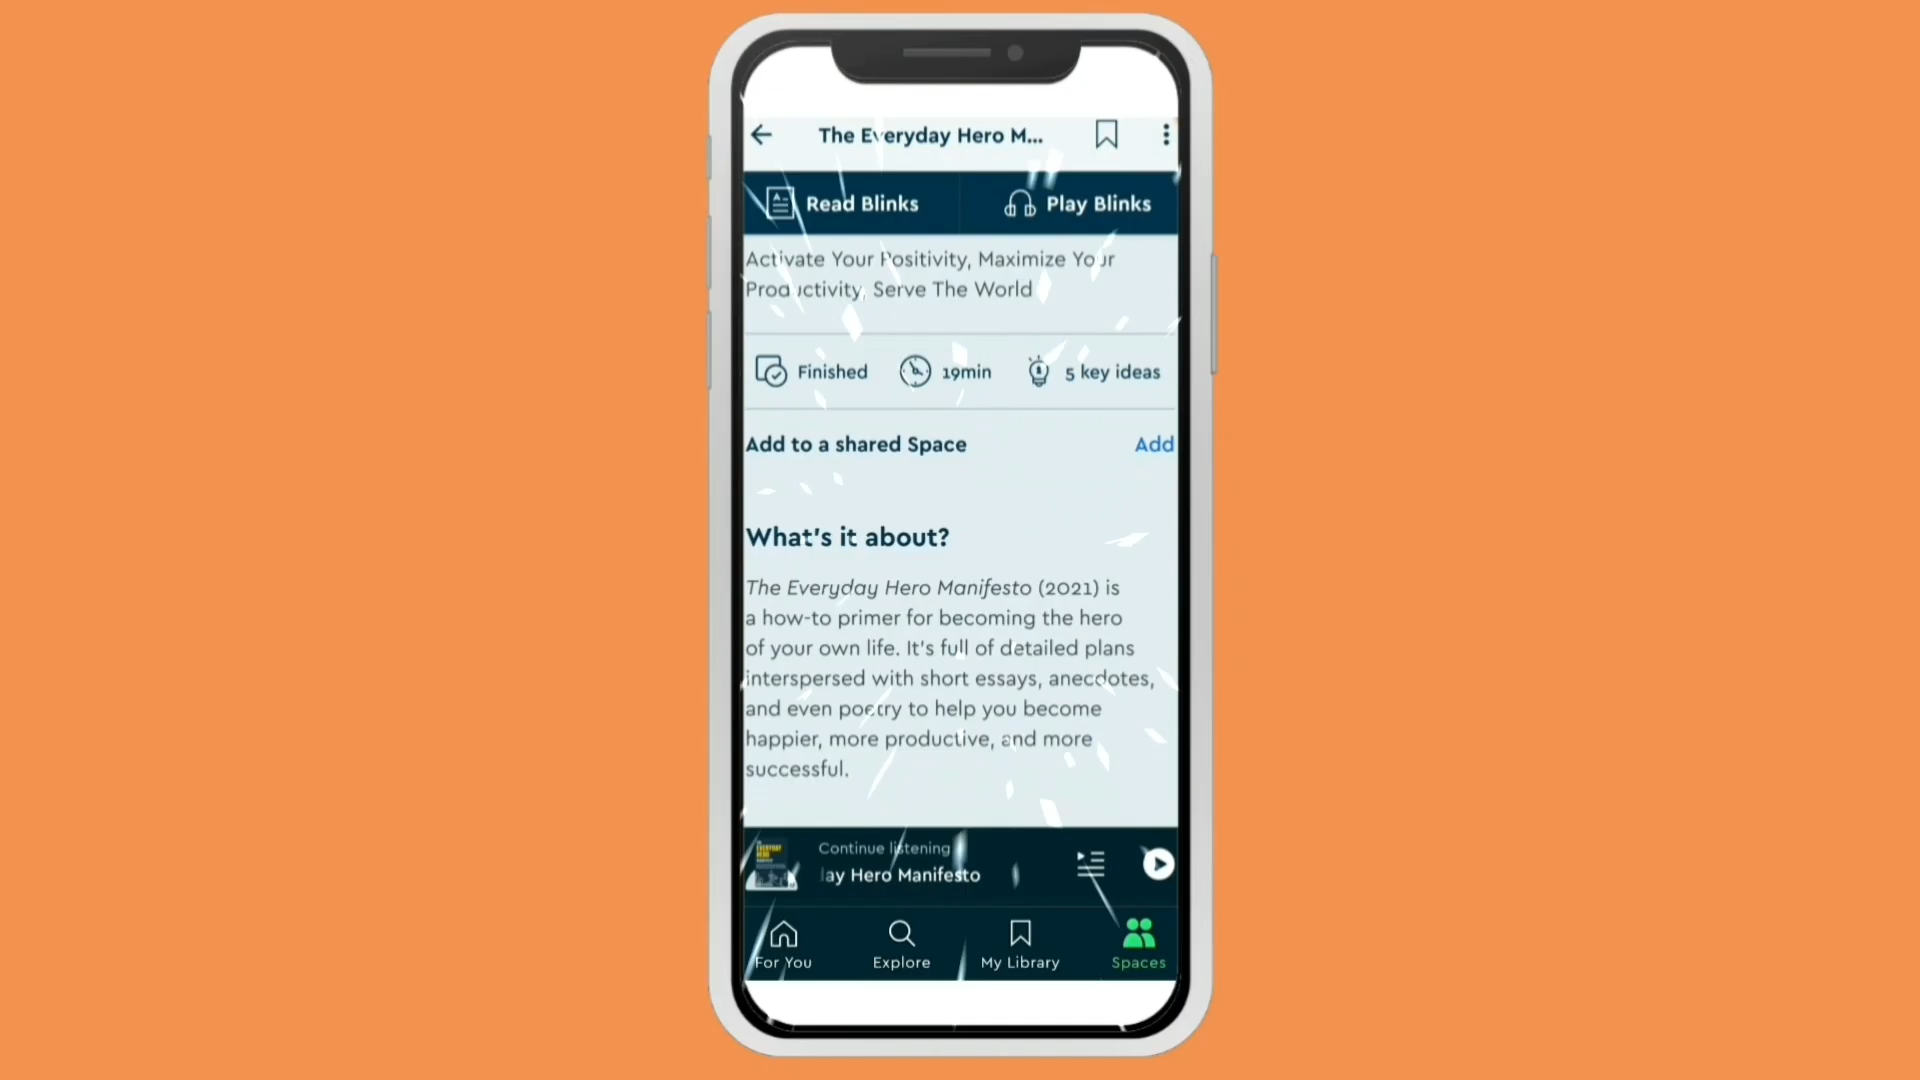 The Everyday Hero M...
Read Blinks
Play Blinks
Activate Your Positivity, Maximize Your
Productivity, Serve The World
Finished
19min
5 key ideas
Add to a shared Space
Add
What's it about?
The Everyday Hero Manifesto (2021) is
a how-to primer for becoming the hero
of your own life. It's full of detailed plans
interspersed with short essays, anecdotes,
and even poetry to help you become
happier, more productive, and more
successful.
EVERYDAY
HERO
Continue listening
lay Hero Manifesto
For You
Explore
My Library
Spaces